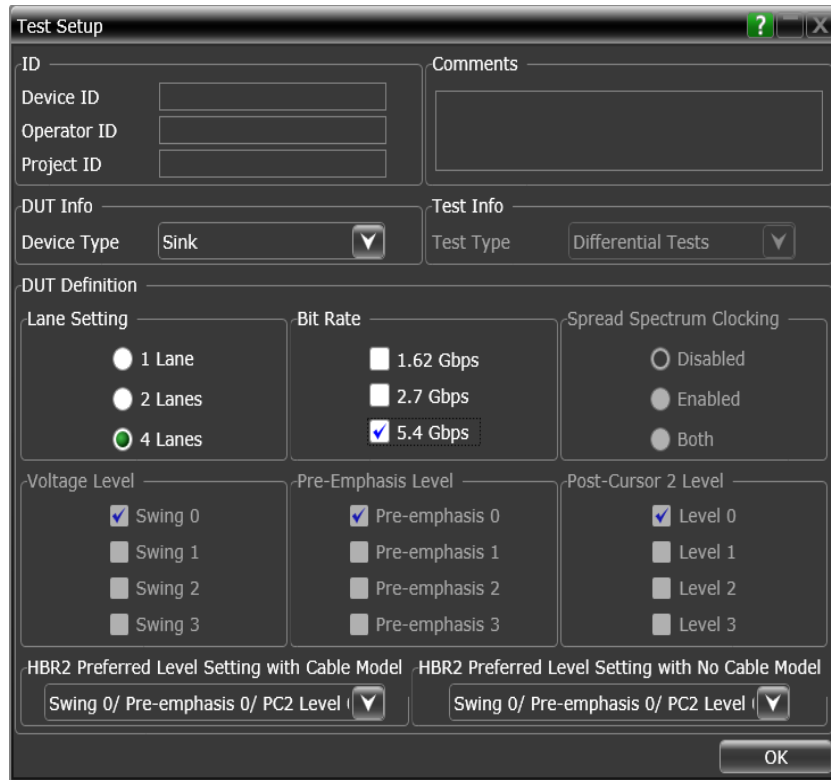 Test Setup
?
X
ID
Device ID
Operator ID
Project ID
Comments
DUT Info
Device Type Sink
Test Info
Test Type Differential Tests
DUT Definition
Lane Setting
1 Lane
2 Lanes
4 Lanes
Bit Rate
1.62 Gbps
2.7 Gbps
5.4 Gbps
Spread Spectrum Clocking
Disabled
Enabled
Both
Voltage Level
Swing 0
Swing 1
Swing 2
Swing 3
Pre-Emphasis Level
Pre-emphasis 0
Pre-emphasis 1
Pre-emphasis 2
Pre-emphasis 3
Post-Cursor 2 Level
Level 0
Level 1
Level 2
Level 3
HBR2 Preferred Level Setting with Cable Model
Swing 0/ Pre-emphasis 0/ PC2 Level
HBR2 Preferred Level Setting with No Cable Model
Swing 0/ Pre-emphasis 0/ PC2 Level
OK